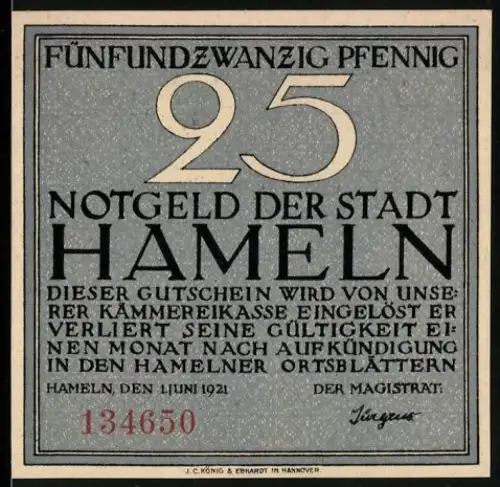 FÜNFUNDZWANZIG PFENNIG
25
NOTGELD DER STADT
HAMELN
DIESER GUTSCHEIN WIRD VON UNSE-
RER KÄMMEREIKASSE EINGELÖST ER
VERLIERT SEINE GÜLTIGKEIT EI-
NEN MONAT NACH AUFKÜNDIGUNG
IN DEN HAMELNER ORTSBLÄTTERN
HAMELN, DEN 1. JUNI 1921 DER MAGISTRAT:
134650
J. C. KÖNIG & EBHARDT IN HANNOVER